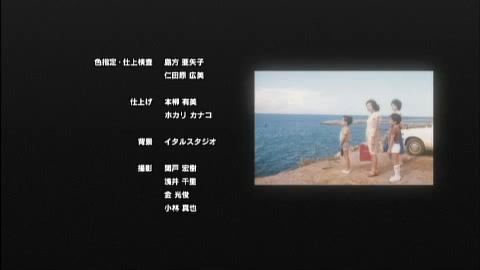 色指定・仕上検査 鷹方 亜矢子
仁田原 広美
仕上げ 本柳 有美
ホカリ カナコ
背景 イタルスタジオ
撮影 関戸 宏樹
浅井 千里
金 光俊
小林 真也